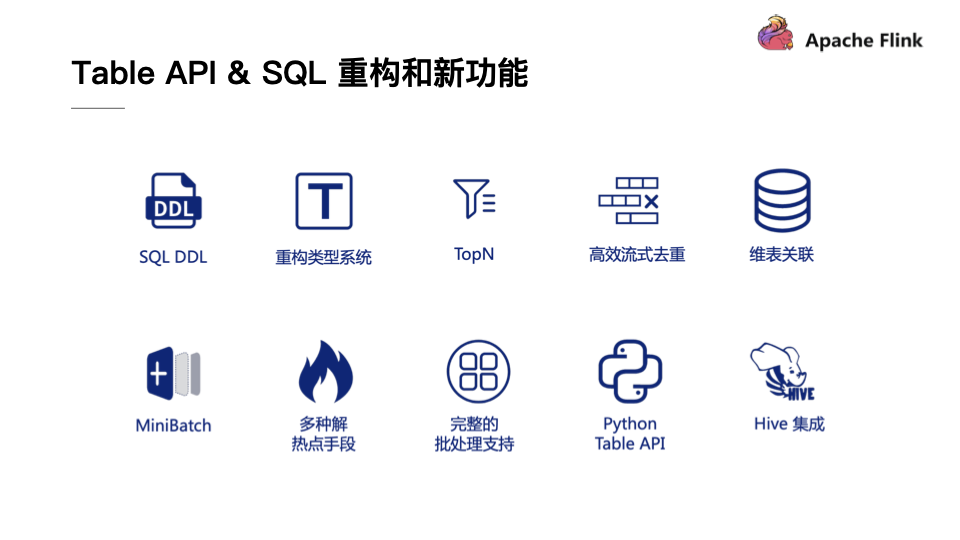 Apache Flink
Table API & SQL 重构和新功能
DDL
T
SQL DDL
重构类型系统
TopN
高效流式去重
维表关联
MiniBatch
多种解
热点手段
完整的
批处理支持
Python
Table API
HIVE
Hive 集成